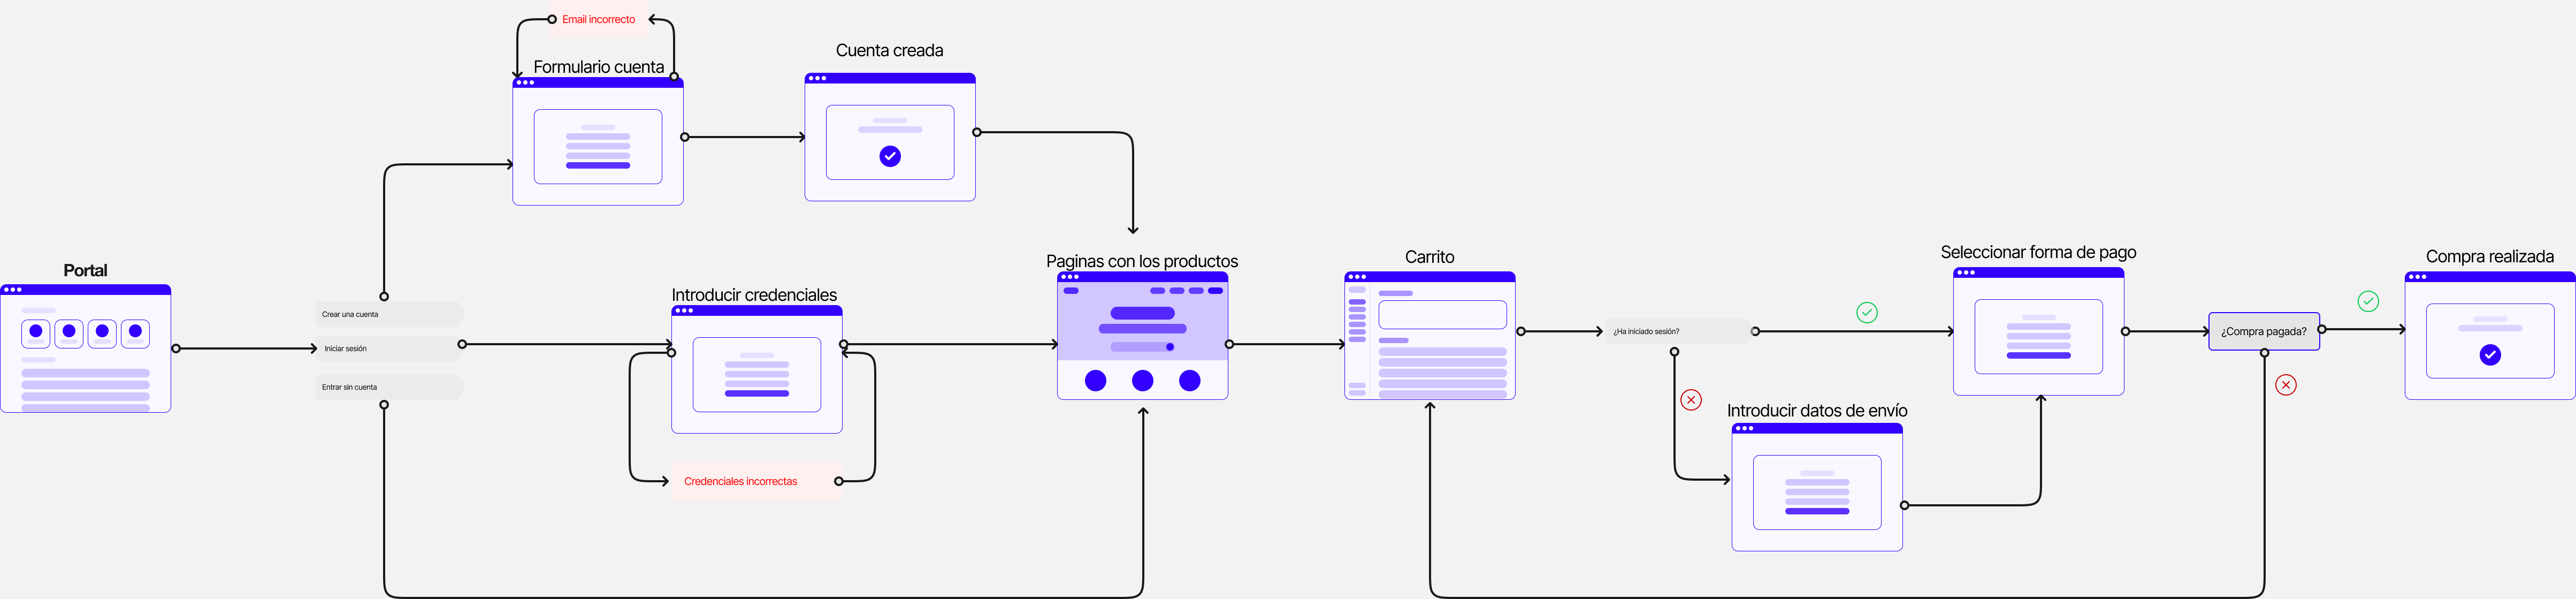 Email incorrecto
Formulario cuenta
Cuenta creada
Portal
Crear una cuenta
Iniciar sesión
Entrar sin cuenta
Introducir credenciales
Credenciales incorrectas
Paginas con los productos
Carrito
¿Ha iniciado sesión?
Introducir datos de envío
Seleccionar forma de pago
¿Compra pagada?
Compra realizada